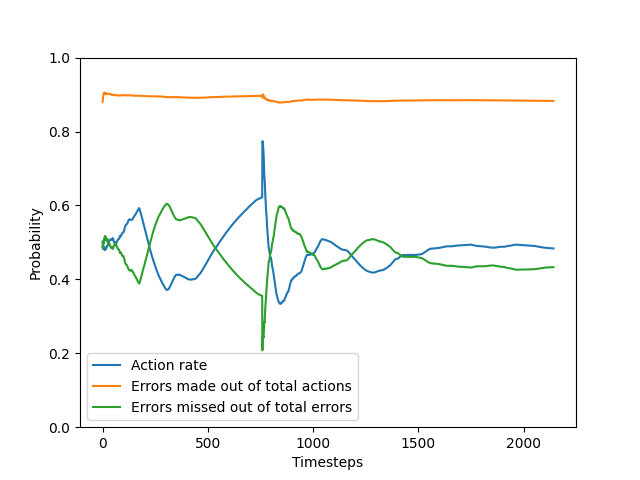 1.0
0.8
0.6
0.4
0.2
0.0
Probability
Action rate
Errors made out of total actions
Errors missed out of total errors
0 500 1000 1500 2000
Timesteps